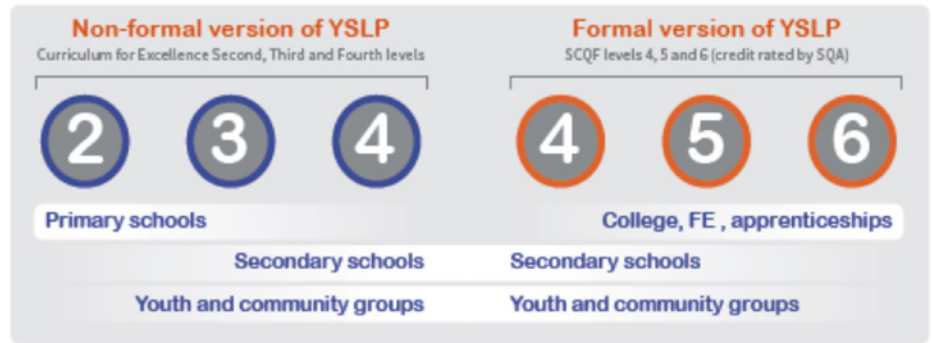 Non-formal version of YSLP
Curriculum for Excellence Second, Third and Fourth levels
2 3 4
Formal version of YSLP
SCQF levels 4, 5 and 6 (credit rated by SQA)
4 5 6
Primary schools
College, FE , apprenticeships
Secondary schools
Secondary schools
Youth and community groups
Youth and community groups